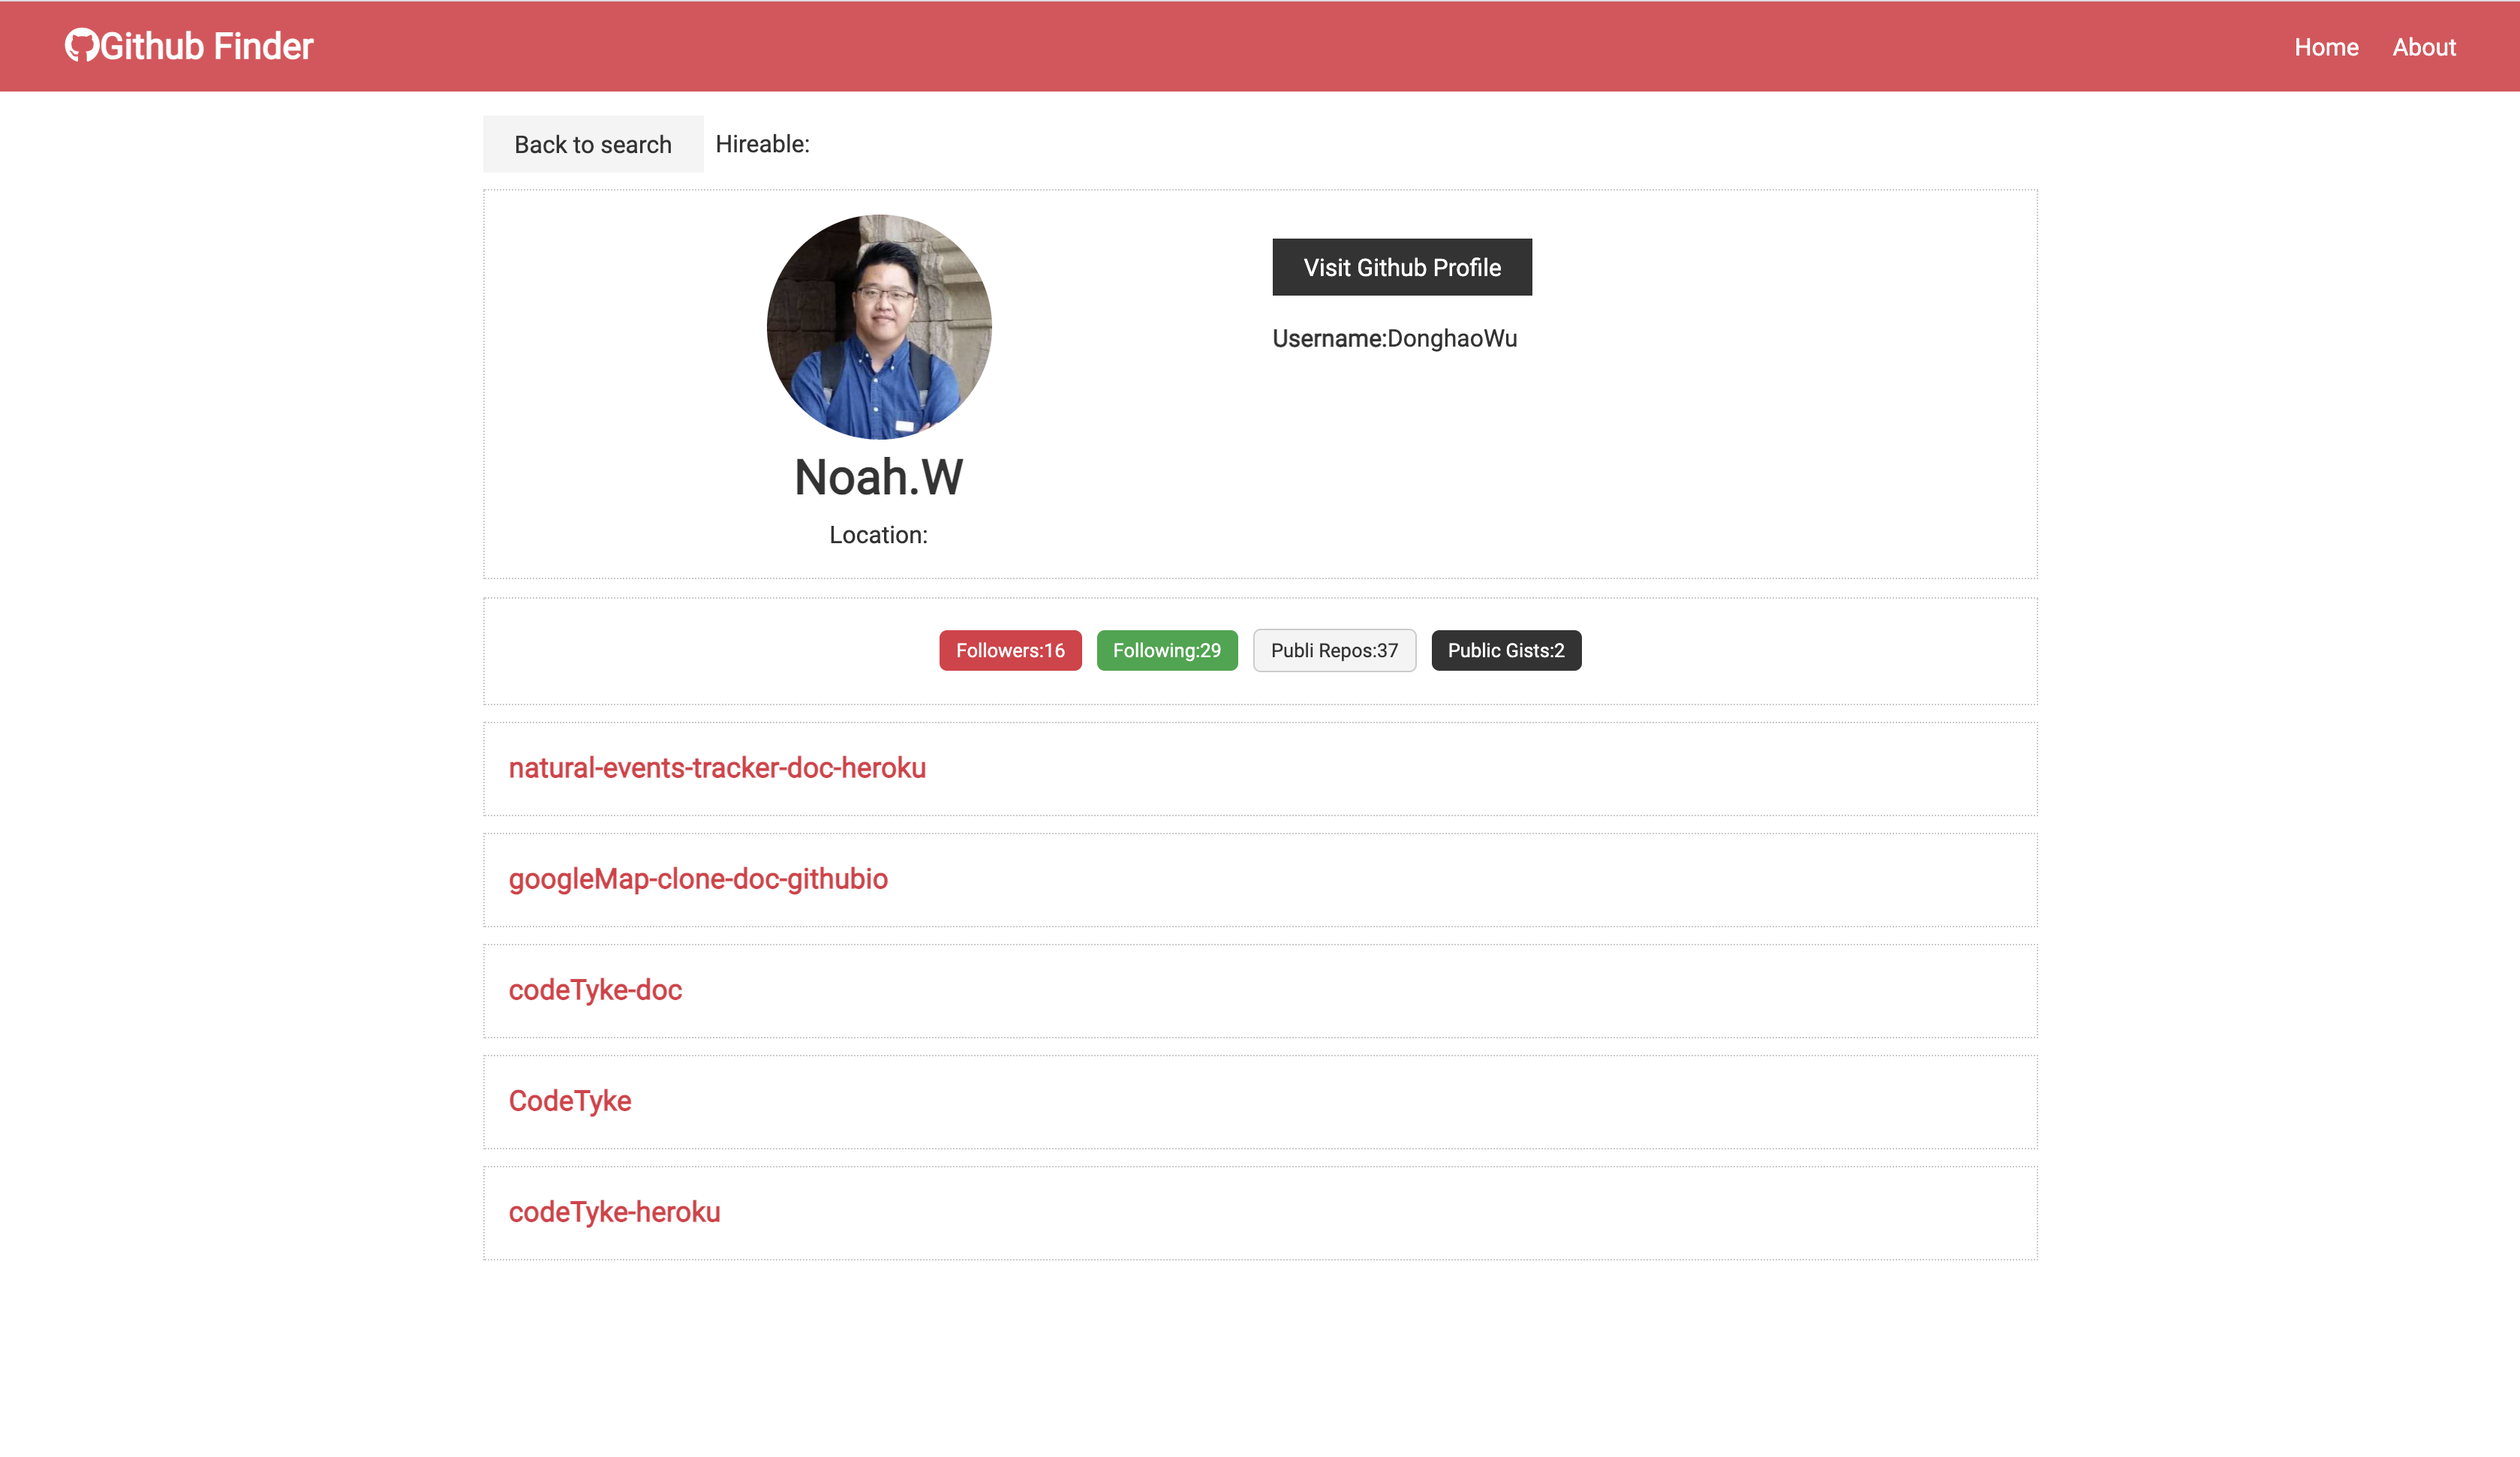 Github Finder
Home
About
Back to search
Hireable:
Visit Github Profile
Username:DonghaoWu
Noah.W
Location:
Followers:16
Following:29
Publi Repos:37
Public Gists:2
natural-events-tracker-doc-heroku
googleMap-clone-doc-githubio
codeTyke-doc
CodeTyke
codeTyke-heroku